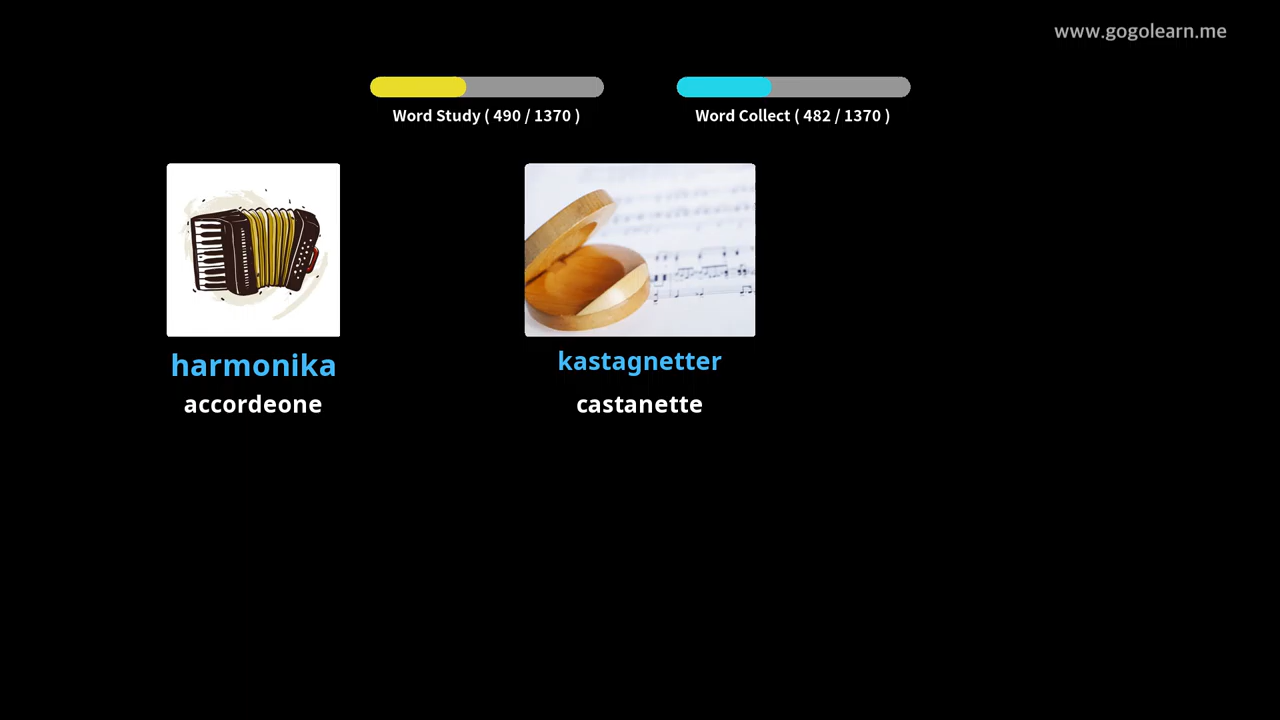 www.gogolearn.me
Word Study ( 490 / 1370 )
Word Collect ( 482 / 1370 )
harmonika
accordeone
kastagnetter
castanette